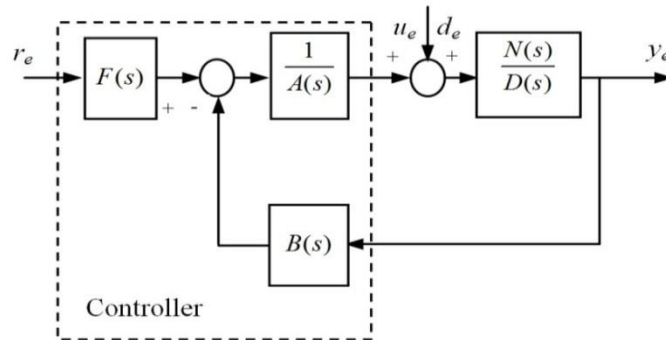 r_e
F(s)
+
-
1
A(s)
+
u_e
d_e
+
N(s)
D(s)
y_e
B(s)
Controller